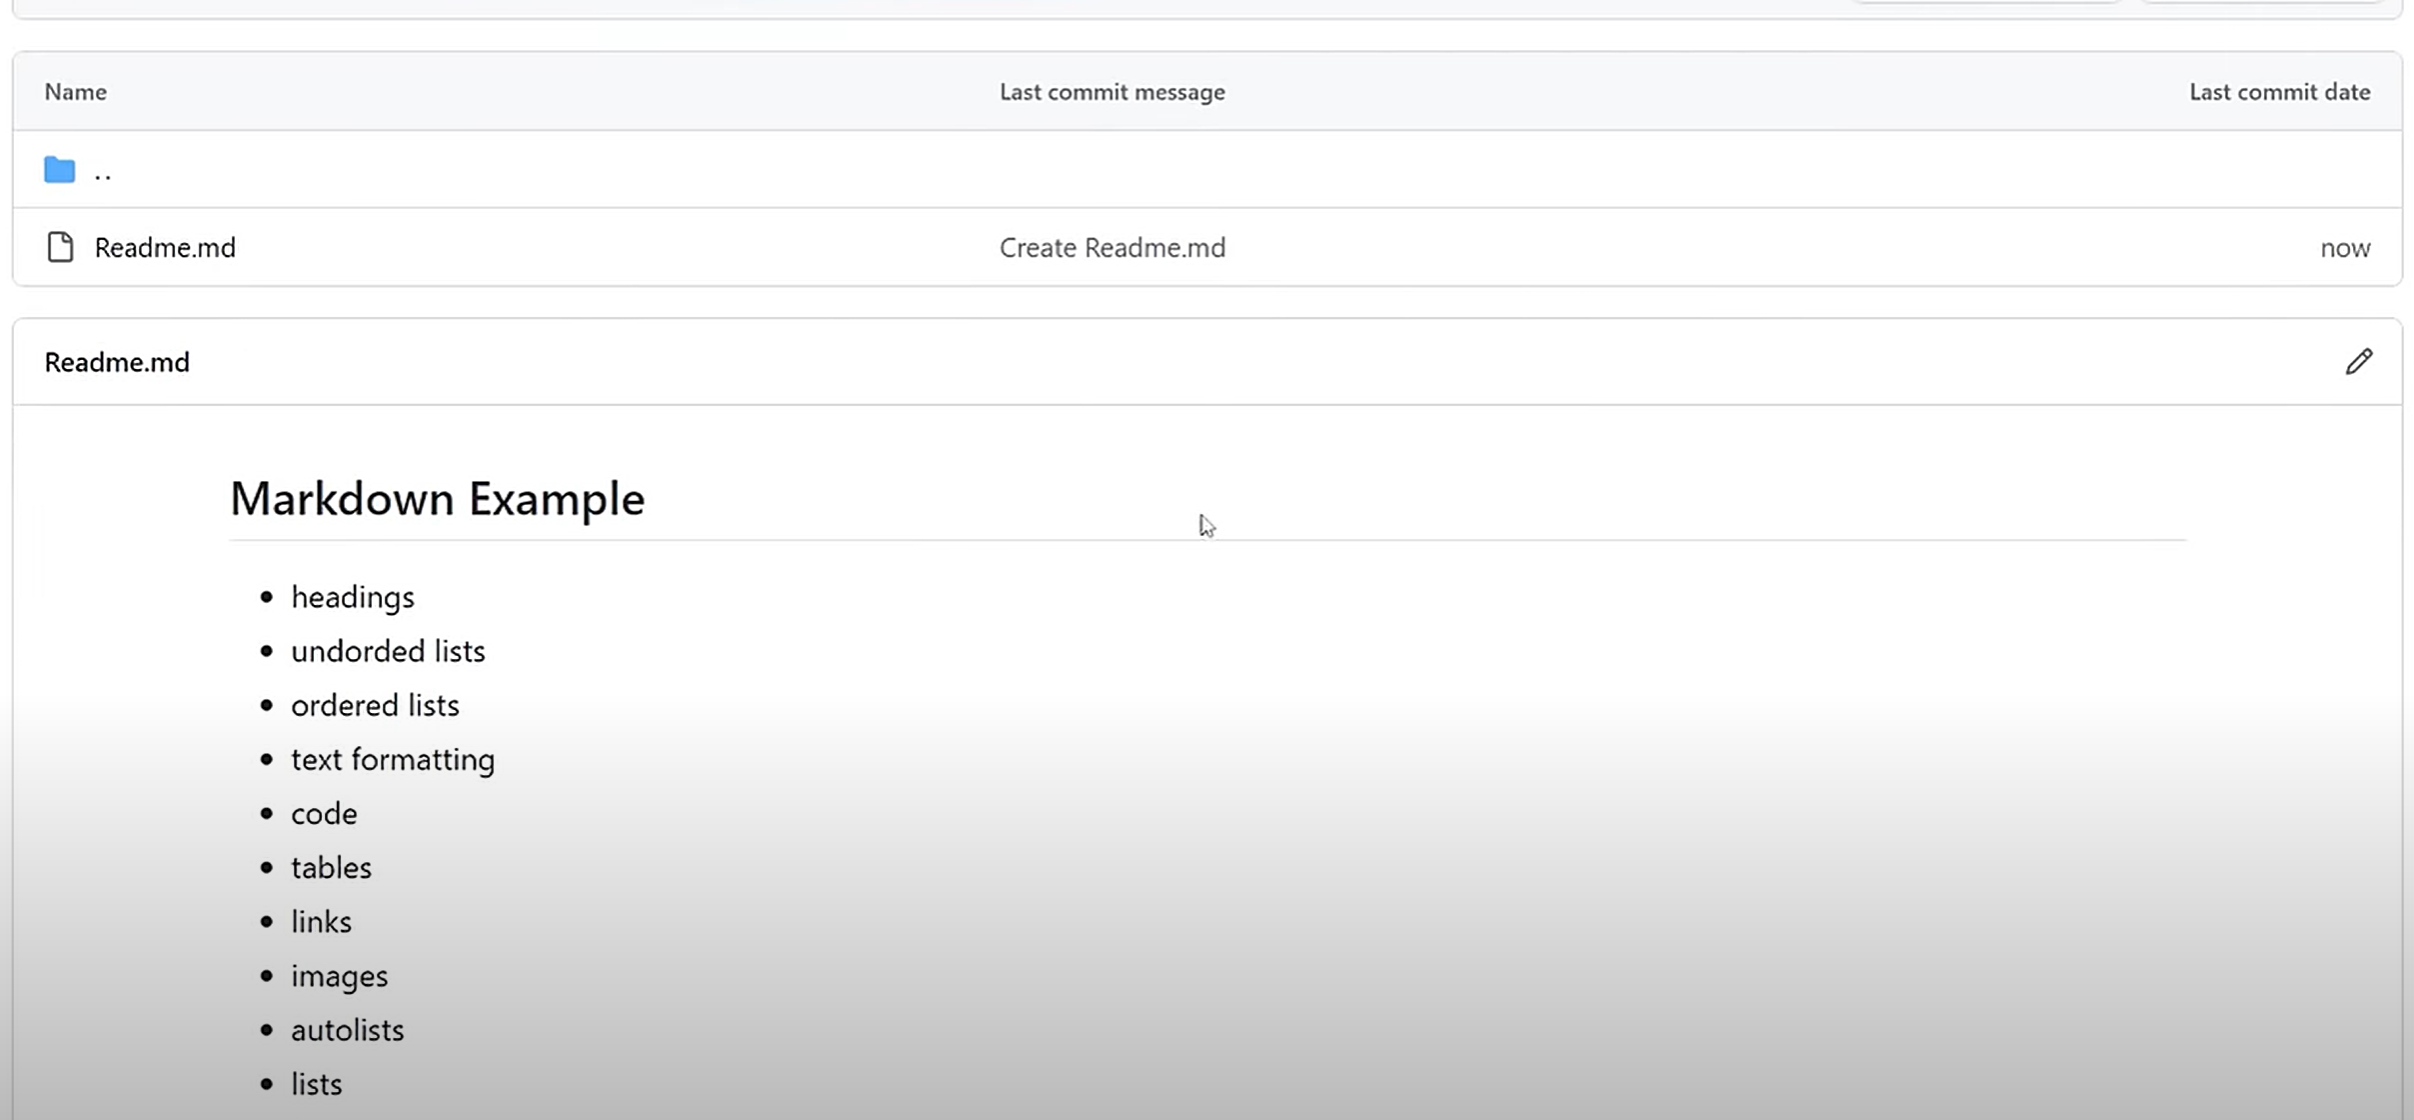 Name Last commit message Last commit date
..
Readme.md Create Readme.md now
Readme.md
Markdown Example
headings
undorded lists
ordered lists
text formatting
code
tables
links
images
autolists
lists